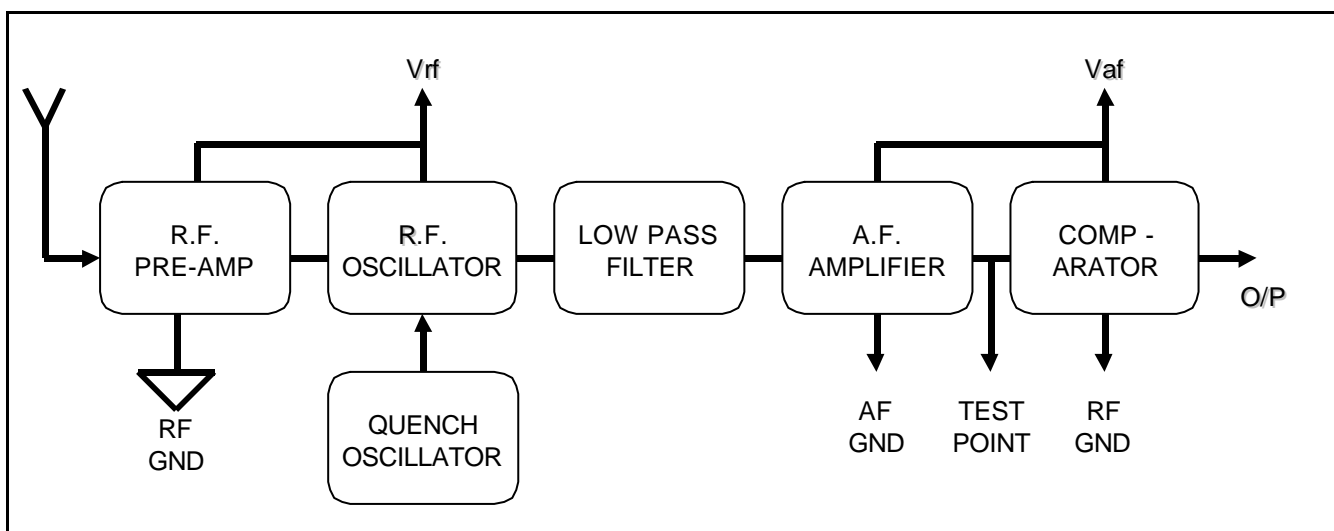 Vrf
Vaf
R.F.
PRE-AMP
R.F.
OSCILLATOR
LOW PASS
FILTER
A.F.
AMPLIFIER
COMP -
ARATOR
O/P
RF
GND
QUENCH
OSCILLATOR
AF
GND
TEST
POINT
RF
GND